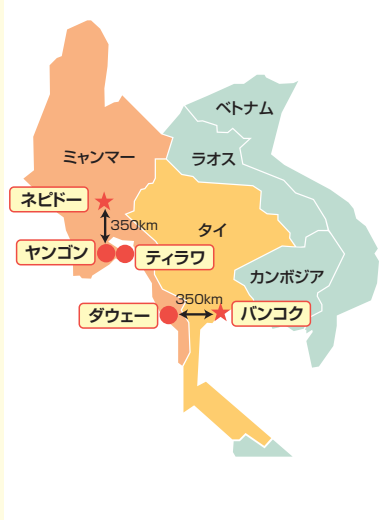 ベトナム
ミャンマー
ラオス
ネピドー
350km
タイ
ヤンゴン
ティラワ
カンボジア
350km
ダウェー
バンコク